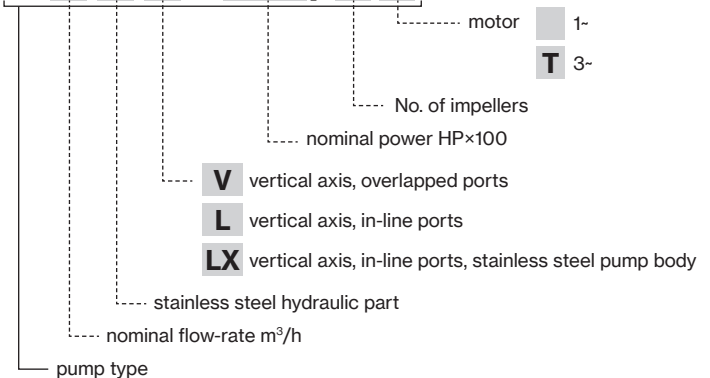 motor 1~
T 3~
No. of impellers
nominal power HP×100
V vertical axis, overlapped ports
L vertical axis, in-line ports
LX vertical axis, in-line ports, stainless steel pump body
stainless steel hydraulic part
nominal flow-rate m³/h
pump type